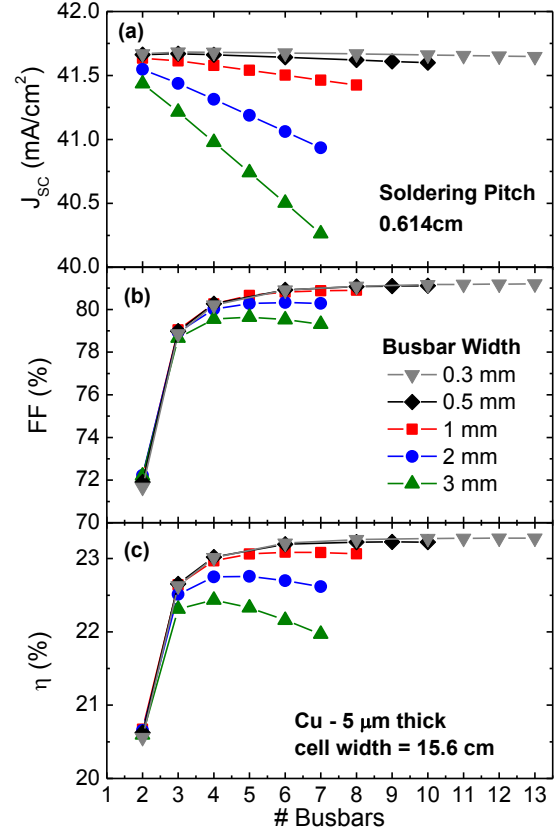 42.0
(a)
41.5
41.0
40.5
40.0
J_SC (mA/cm²)
Soldering Pitch
0.614cm
80
78
76
74
72
70
FF (%)
(b)
Busbar Width
0.3 mm
0.5 mm
1 mm
2 mm
3 mm
23
22
21
20
η (%)
(c)
Cu - 5 μm thick
cell width = 15.6 cm
1 2 3 4 5 6 7 8 9 10 11 12 13
# Busbars